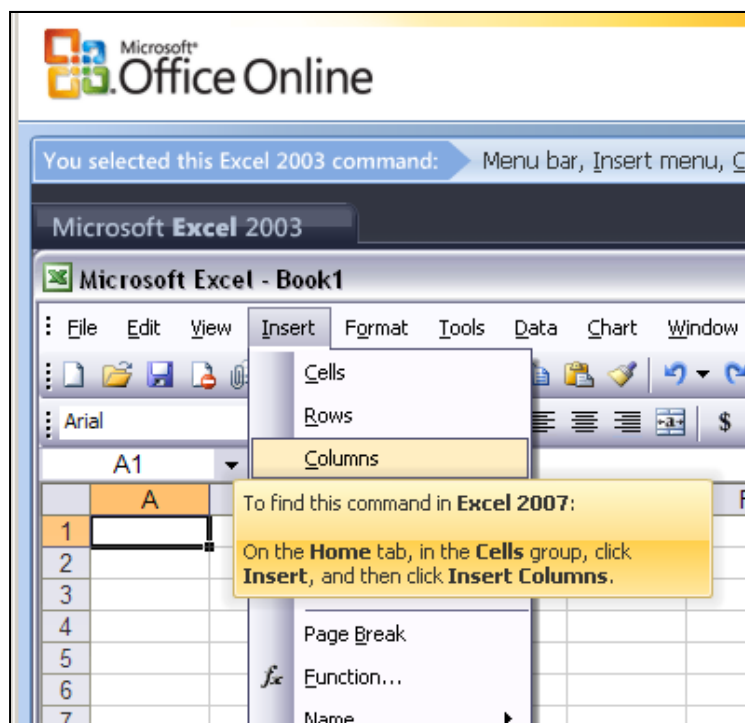 Microsoft®
Office Online
You selected this Excel 2003 command: Menu bar, Insert menu,
Microsoft Excel 2003
Microsoft Excel - Book1
File Edit View Insert Format Tools Data Chart Window
Cells
Arial
Rows
$
A1
Columns
A
To find this command in Excel 2007:
1
On the Home tab, in the Cells group, click
2
Insert, and then click Insert Columns.
3
4
Page Break
5
fx Function...
6
7
Name